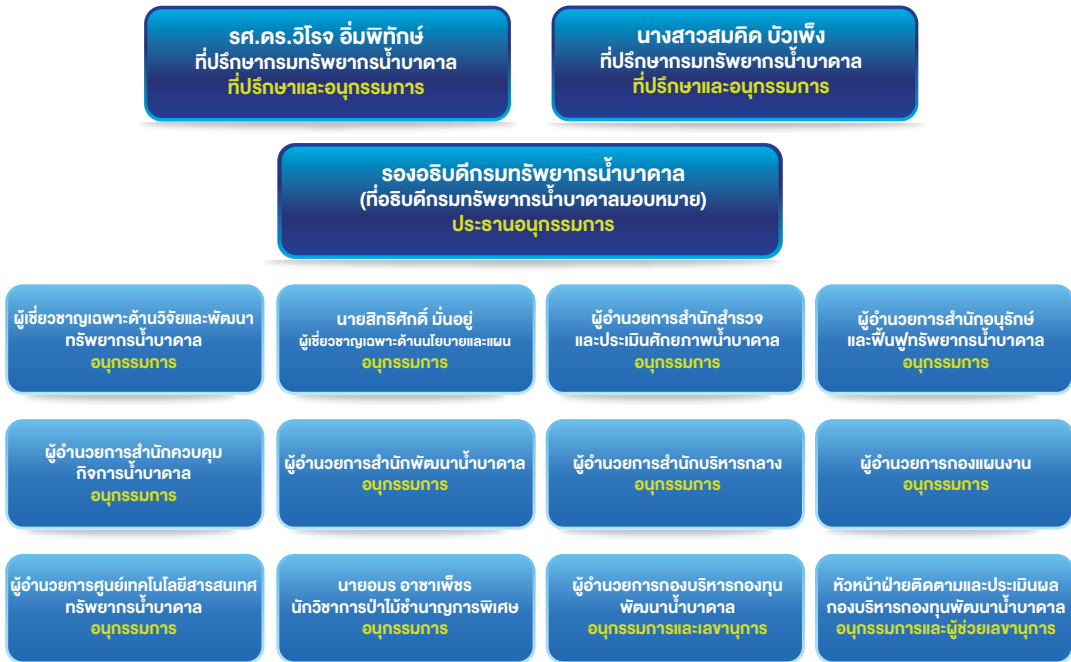 รศ.ดร.วิโรจ อิ่มพิทักษ์
ที่ปรึกษากรมทรัพยากรน้ำบาดาล
ที่ปรึกษาและอนุกรรมการ
นางสาวสมคิด บัวเพ็ง
ที่ปรึกษากรมทรัพยากรน้ำบาดาล
ที่ปรึกษาและอนุกรรมการ
รองอธิบดีกรมทรัพยากรน้ำบาดาล
(ที่อธิบดีกรมทรัพยากรน้ำบาดาลมอบหมาย)
ประธานอนุกรรมการ
ผู้เชี่ยวชาญเฉพาะด้านวิจัยและพัฒนา
ทรัพยากรน้ำบาดาล
อนุกรรมการ
นายสิทธิศักดิ์ มั่นอยู่
ผู้เชี่ยวชาญเฉพาะด้านนโยบายและแผน
อนุกรรมการ
ผู้อำนวยการสำนักสำรวจ
และประเมินศักยภาพน้ำบาดาล
อนุกรรมการ
ผู้อำนวยการสำนักอนุรักษ์
และฟื้นฟูทรัพยากรน้ำบาดาล
อนุกรรมการ
ผู้อำนวยการสำนักควบคุม
กิจการน้ำบาดาล
อนุกรรมการ
ผู้อำนวยการสำนักพัฒนาน้ำบาดาล
อนุกรรมการ
ผู้อำนวยการสำนักบริหารกลาง
อนุกรรมการ
ผู้อำนวยการกองแผนงาน
อนุกรรมการ
ผู้อำนวยการศูนย์เทคโนโลยีสารสนเทศ
ทรัพยากรน้ำบาดาล
อนุกรรมการ
นายอมร อาชาเพ็ชร
นักวิชาการป่าไม้ชำนาญการพิเศษ
อนุกรรมการ
ผู้อำนวยการกองบริหารกองทุน
พัฒนาน้ำบาดาล
อนุกรรมการและเลขานุการ
หัวหน้าฝ่ายติดตามและประเมินผล
กองบริหารกองทุนพัฒนาน้ำบาดาล
อนุกรรมการและผู้ช่วยเลขานุการ